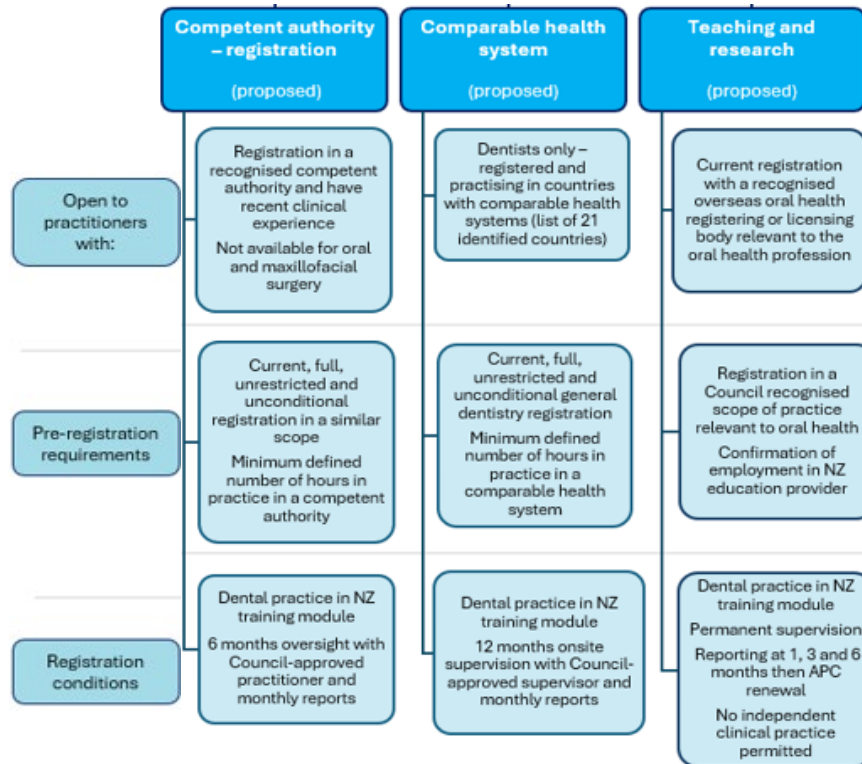 Competent authority
– registration
(proposed)
Comparable health
system
(proposed)
Teaching and
research
(proposed)
Open to
practitioners
with:
Registration in a
recognised competent
authority and have
recent clinical
experience
Not available for oral
and maxillofacial
surgery
Dentists only –
registered and
practising in countries
with comparable health
systems (list of 21
identified countries)
Current registration
with a recognised
overseas oral health
registering or licensing
body relevant to the
oral health profession
Pre-registration
requirements
Current, full,
unrestricted and
unconditional
registration in a similar
scope
Minimum defined
number of hours in
practice in a competent
authority
Current, full,
unrestricted and
unconditional general
dentistry registration
Minimum defined
number of hours in
practice in a
comparable health
system
Registration in a
Council recognised
scope of practice
relevant to oral health
Confirmation of
employment in NZ
education provider
Registration
conditions
Dental practice in NZ
training module
6 months oversight with
Council-approved
practitioner and
monthly reports
Dental practice in NZ
training module
12 months onsite
supervision with Council-
approved supervisor and
monthly reports
Dental practice in NZ
training module
Permanent supervision
Reporting at 1, 3 and 6
months then APC
renewal
No independent
clinical practice
permitted